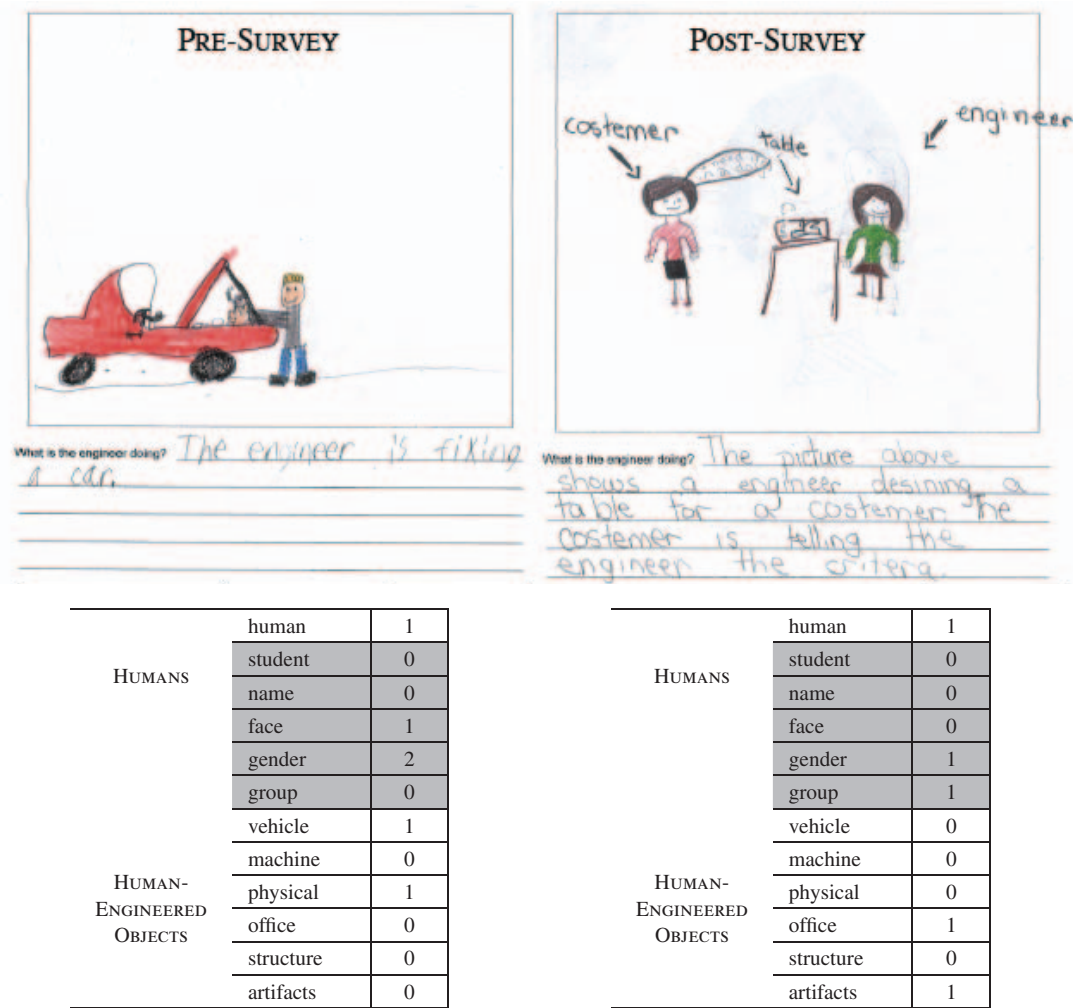 PRE-SURVEY
What is the engineer doing? The engineer is fixing
a car.
POST-SURVEY
costemer
table
engineer
What is the engineer doing? The picture above
shows a engineer desining a
table for a costemer. The
costemer is telling the
engineer the critera.
HUMANS
human 1
student 0
name 0
face 1
gender 2
group 0
HUMAN-
ENGINEERED
OBJECTS
vehicle 1
machine 0
physical 1
office 0
structure 0
artifacts 0
HUMANS
human 1
student 0
name 0
face 0
gender 1
group 1
HUMAN-
ENGINEERED
OBJECTS
vehicle 0
machine 0
physical 0
office 1
structure 0
artifacts 1